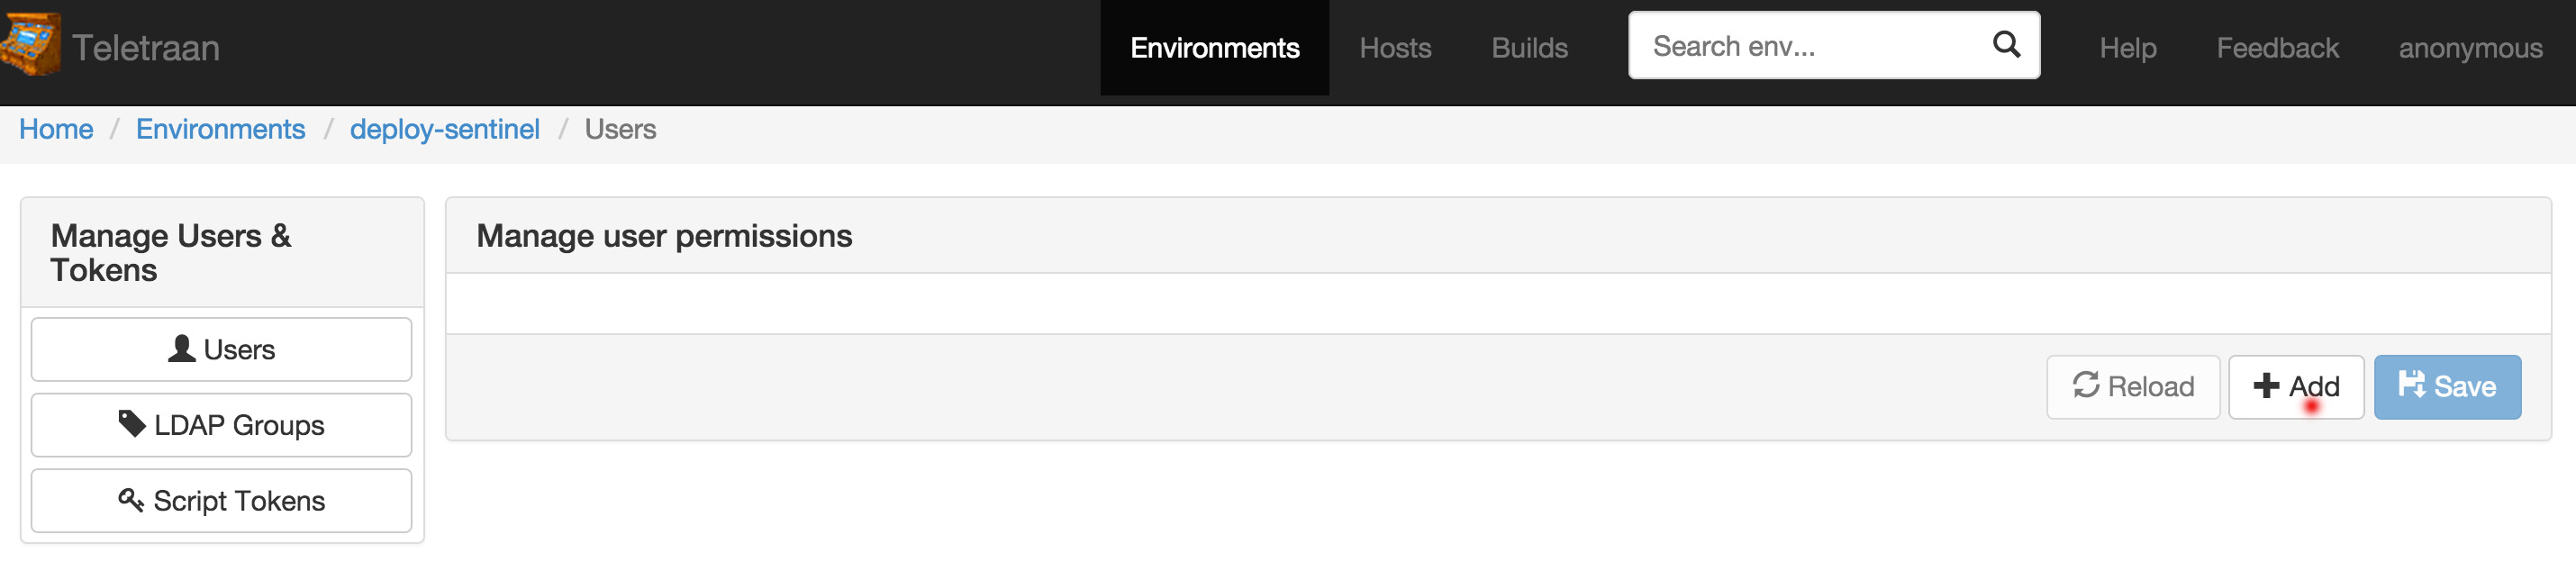 Teletraan Environments Hosts Builds Search env... Help Feedback anonymous
Home / Environments / deploy-sentinel / Users
Manage Users &
Tokens
Users
LDAP Groups
Script Tokens
Manage user permissions
Reload Add Save